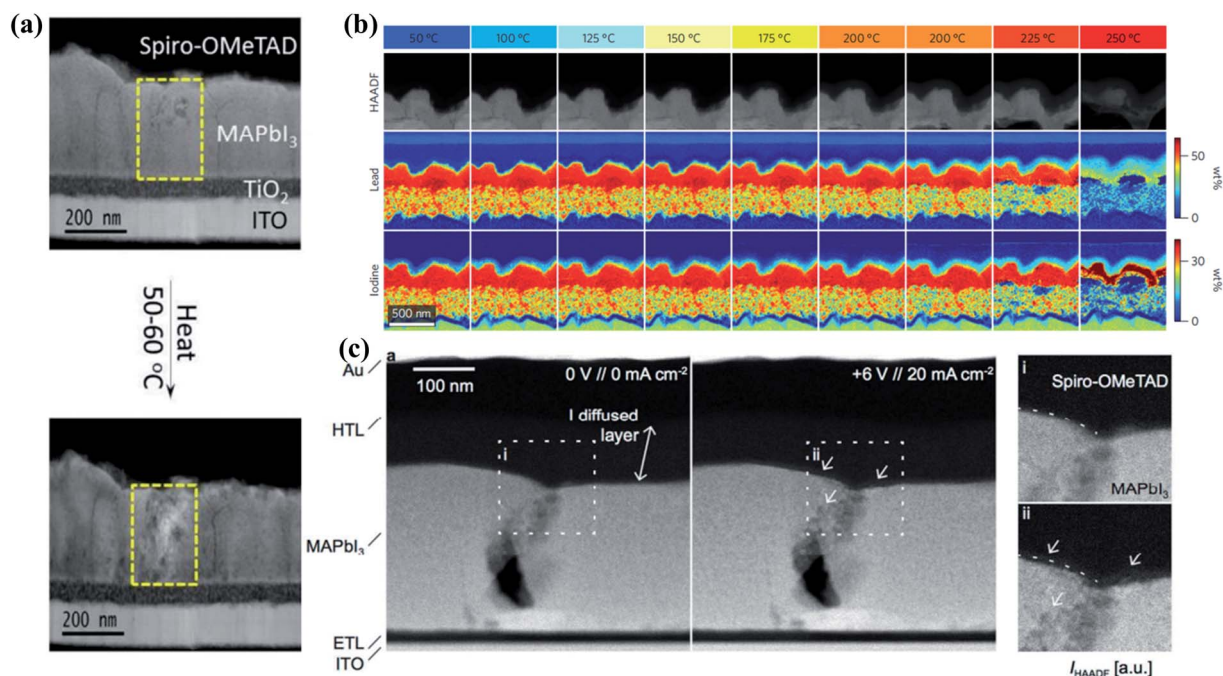 (a)
Spiro-OMeTAD
MAPbI₃
TiO₂
200 nm
ITO
Heat
50-60 °C
200 nm
(b)
50 °C 100 °C 125 °C 150 °C 175 °C 200 °C 200 °C 225 °C 250 °C
HAADF
Lead
50
0
wt%
Iodine
30
0
wt%
500 nm
(c)
a
Au
100 nm
0 V // 0 mA cm⁻²
+6 V // 20 mA cm⁻²
HTL
I diffused
layer
i
ii
MAPbI₃
ETL
ITO
i
Spiro-OMeTAD
MAPbI₃
ii
I_HAADF [a.u.]